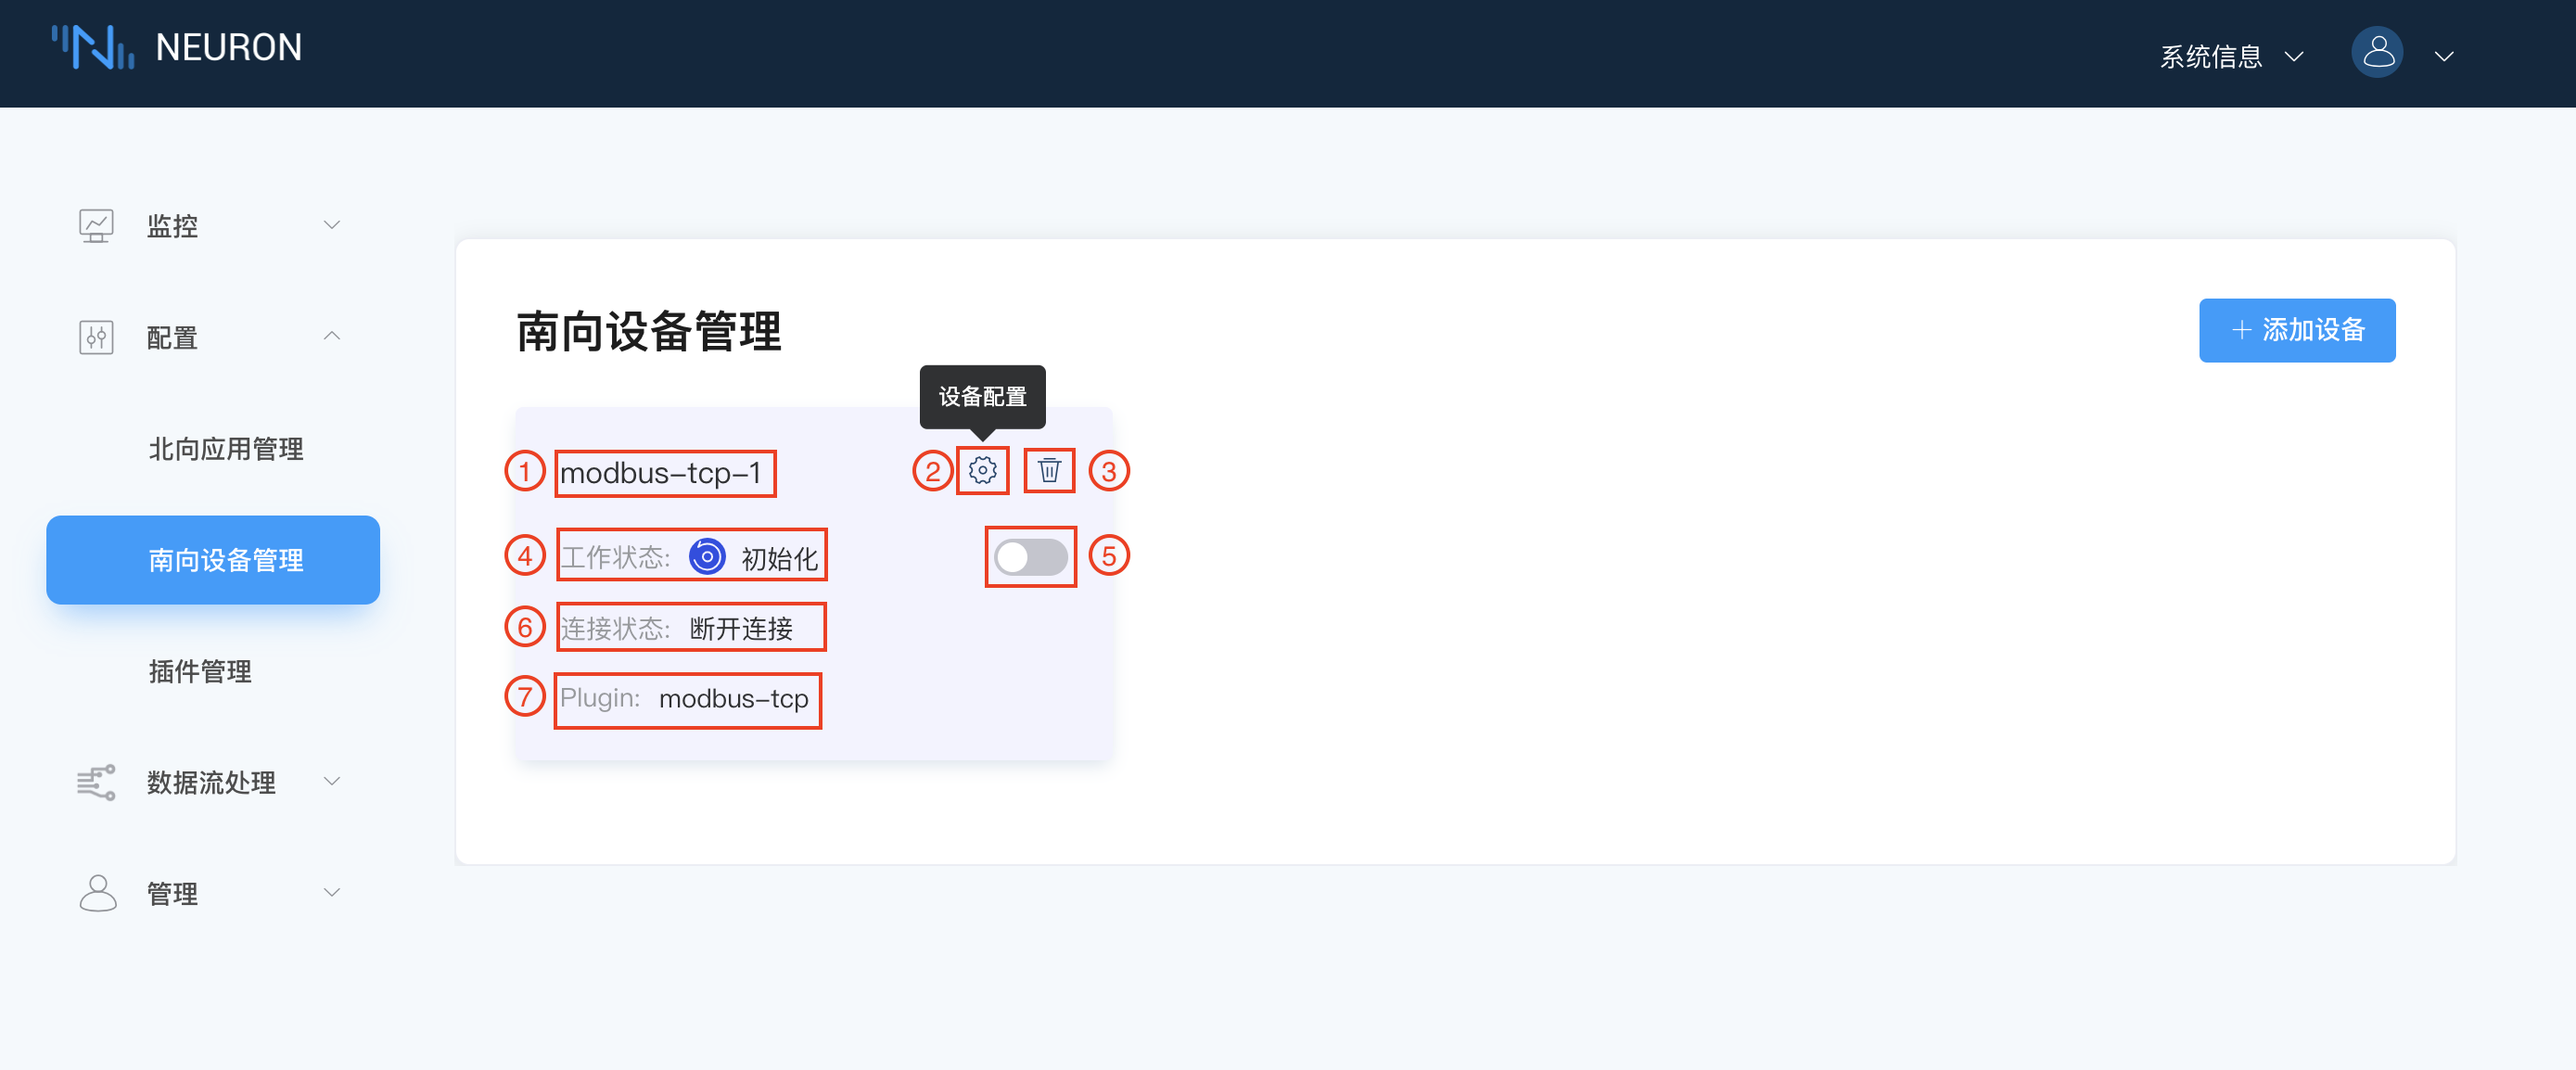 NEURON
系统信息
监控
配置
北向应用管理
南向设备管理
插件管理
数据流处理
管理
南向设备管理
+ 添加设备
设备配置
① modbus-tcp-1 ② ③
④ 工作状态: 初始化 ⑤
⑥ 连接状态: 断开连接
⑦ Plugin: modbus-tcp